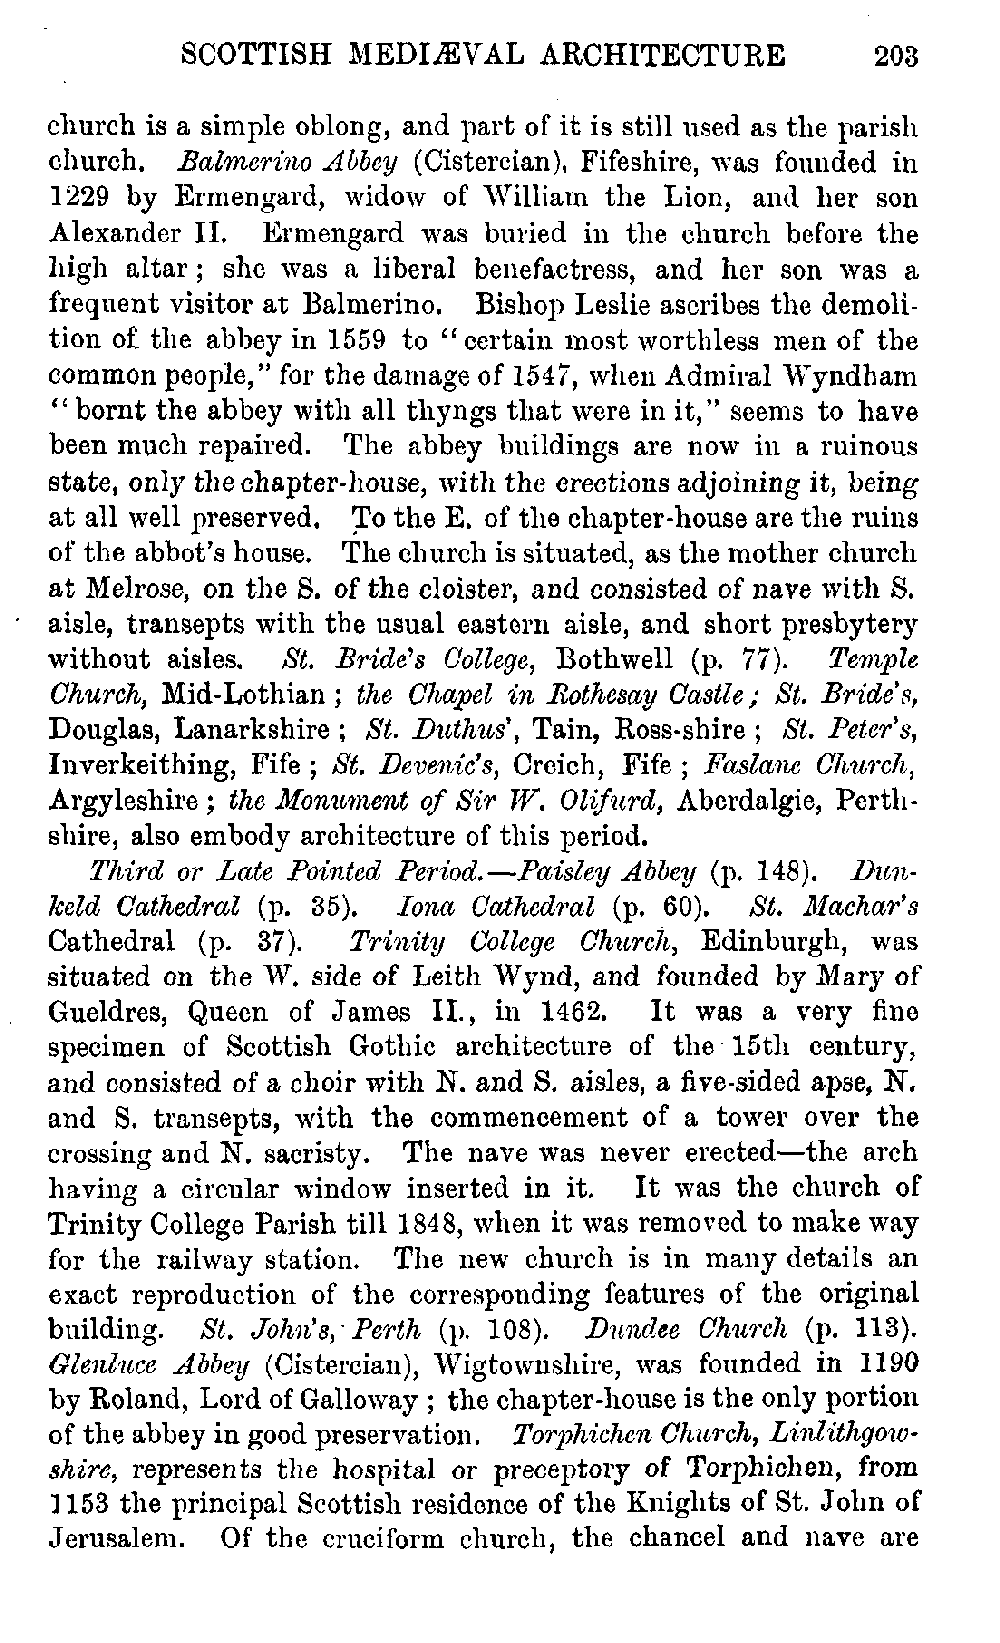 SCOTTISH MEDIÆVAL ARCHITECTURE 203
church is a simple oblong, and part of it is still used as the parish
church. Balmerino Abbey (Cistercian), Fifeshire, was founded in
1229 by Ermengard, widow of William the Lion, and her son
Alexander II. Ermengard was buried in the church before the
high altar; she was a liberal benefactress, and her son was a
frequent visitor at Balmerino. Bishop Leslie ascribes the demoli-
tion of the abbey in 1559 to "certain most worthless men of the
common people," for the damage of 1547, when Admiral Wyndham
"bornt the abbey with all thyngs that were in it," seems to have
been much repaired. The abbey buildings are now in a ruinous
state, only the chapter-house, with the erections adjoining it, being
at all well preserved. To the E. of the chapter-house are the ruins
of the abbot's house. The church is situated, as the mother church
at Melrose, on the S. of the cloister, and consisted of nave with S.
aisle, transepts with the usual eastern aisle, and short presbytery
without aisles. St. Bride's College, Bothwell (p. 77). Temple
Church, Mid-Lothian; the Chapel in Rothesay Castle; St. Bride's,
Douglas, Lanarkshire; St. Duthus', Tain, Ross-shire; St. Peter's,
Inverkeithing, Fife; St. Devenic's, Creich, Fife; Faslane Church,
Argyleshire; the Monument of Sir W. Olifurd, Aberdalgie, Perth-
shire, also embody architecture of this period.
Third or Late Pointed Period.—Paisley Abbey (p. 148). Dun-
keld Cathedral (p. 35). Iona Cathedral (p. 60). St. Machar's
Cathedral (p. 37). Trinity College Church, Edinburgh, was
situated on the W. side of Leith Wynd, and founded by Mary of
Gueldres, Queen of James II., in 1462. It was a very fine
specimen of Scottish Gothic architecture of the 15th century,
and consisted of a choir with N. and S. aisles, a five-sided apse, N.
and S. transepts, with the commencement of a tower over the
crossing and N. sacristy. The nave was never erected—the arch
having a circular window inserted in it. It was the church of
Trinity College Parish till 1848, when it was removed to make way
for the railway station. The new church is in many details an
exact reproduction of the corresponding features of the original
building. St. John's, Perth (p. 108). Dundee Church (p. 113).
Glenluce Abbey (Cistercian), Wigtownshire, was founded in 1190
by Roland, Lord of Galloway; the chapter-house is the only portion
of the abbey in good preservation. Torphichen Church, Linlithgow-
shire, represents the hospital or preceptory of Torphichen, from
1153 the principal Scottish residence of the Knights of St. John of
Jerusalem. Of the cruciform church, the chancel and nave are